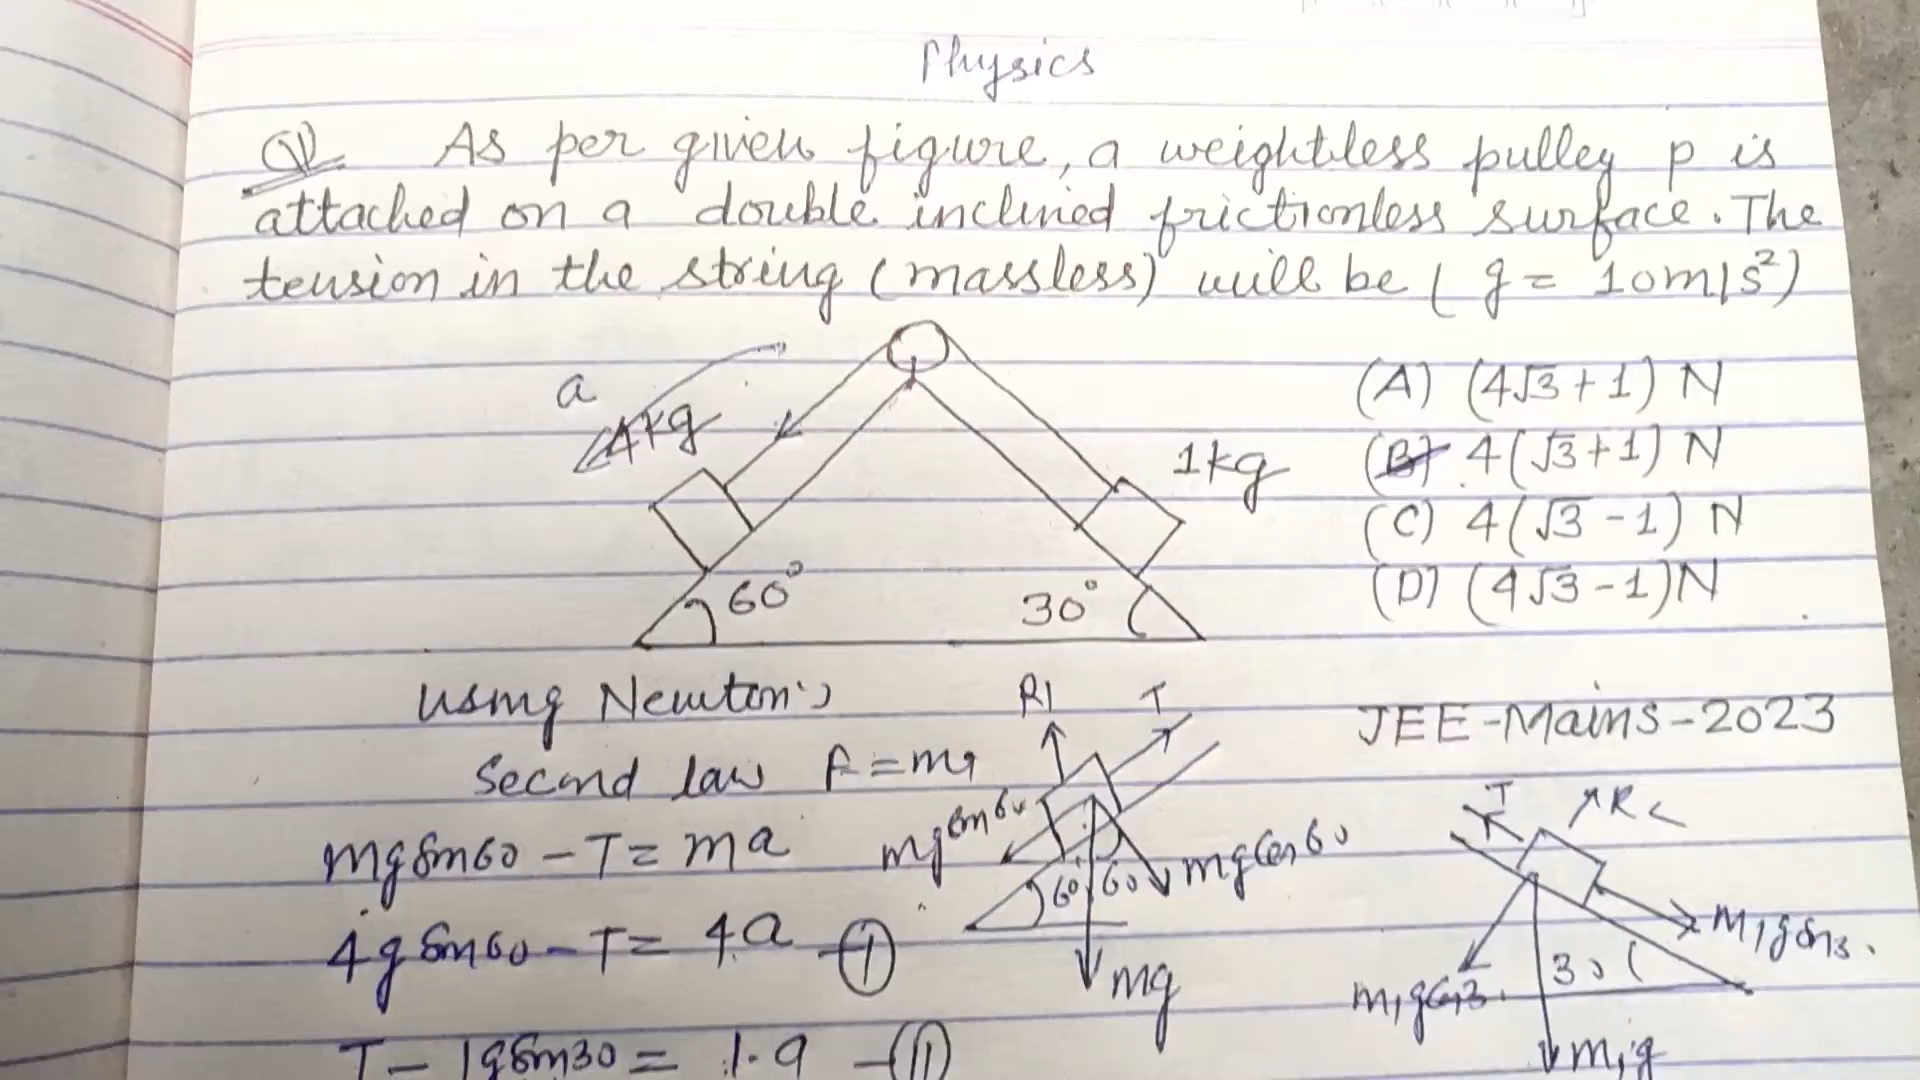 Physics
Q1. As per given figure, a weightless pulley p is
attached on a double inclined frictionless surface. The
tension in the string (massless) will be ( g = 10m/s²)
a
4kg
1kg
60°
30°
(A) (4√3+1) N
(B) 4(√3+1) N
(C) 4(√3-1) N
(D) (4√3-1)N
using Newton's
R1
T
JEE-Mains-2023
Second law F=ma
T
R2
mg sin60 - T = ma
mg sin60
mg cos60
60
60
m1g sin3
4g sin60 - T = 4a - (I)
mg
m1g cos3
30
T - 1g sin30 = 1.a - (II)
m1g